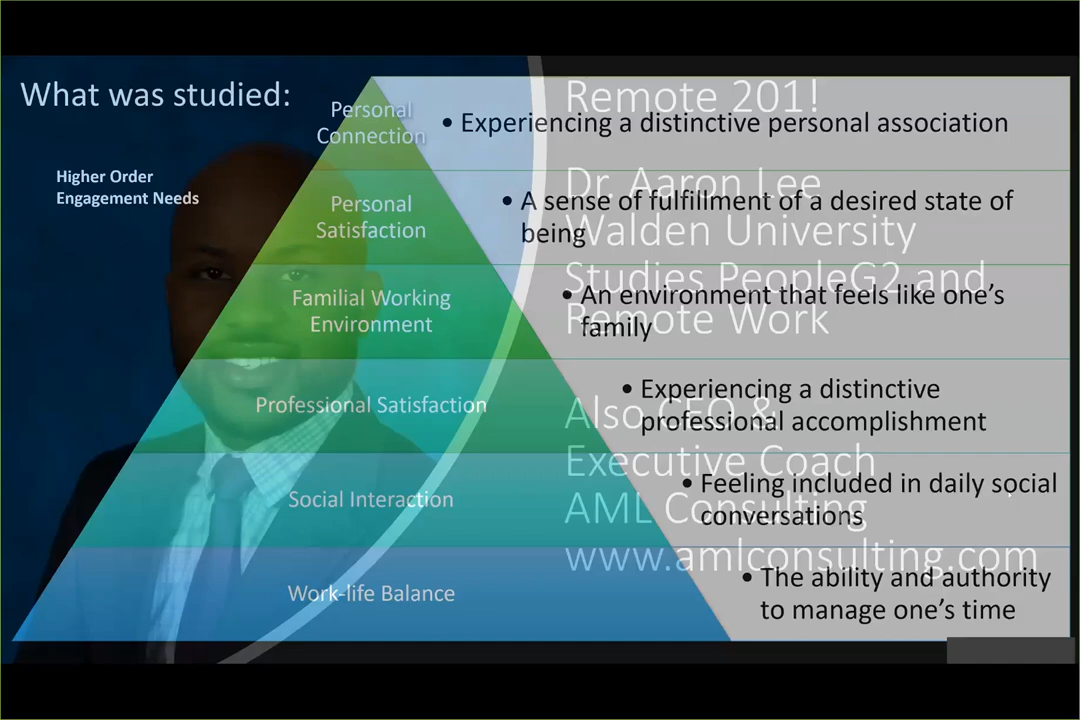 What was studied:
Higher Order
Engagement Needs
Personal
Connection
• Experiencing a distinctive personal association
Personal
Satisfaction
• A sense of fulfillment of a desired state of
being
Familial Working
Environment
• An environment that feels like one's
family
Professional Satisfaction
• Experiencing a distinctive
professional accomplishment
Social Interaction
• Feeling included in daily social
conversations
Work-life Balance
• The ability and authority
to manage one's time
Remote 201!
Dr. Aaron Lee
Walden University
Studies PeopleG2 and
Remote Work
Also CEO &
Executive Coach
AML Consulting
www.amlconsulting.com